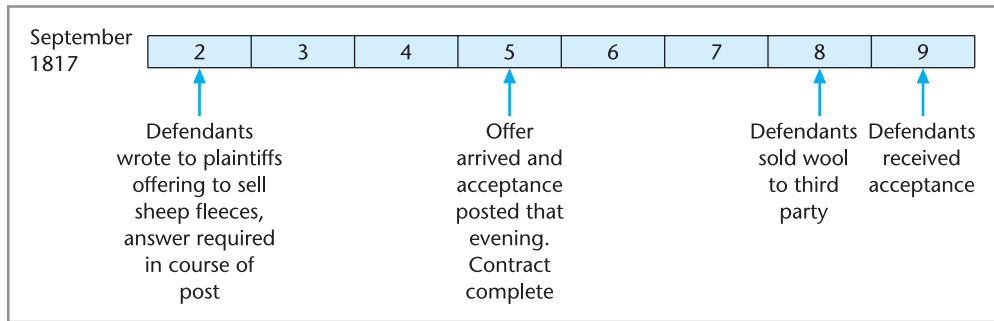 September
1817
2 3 4 5 6 7 8 9
Defendants
wrote to plaintiffs
offering to sell
sheep fleeces,
answer required
in course of
post
Offer
arrived and
acceptance
posted that
evening.
Contract
complete
Defendants
sold wool
to third
party
Defendants
received
acceptance